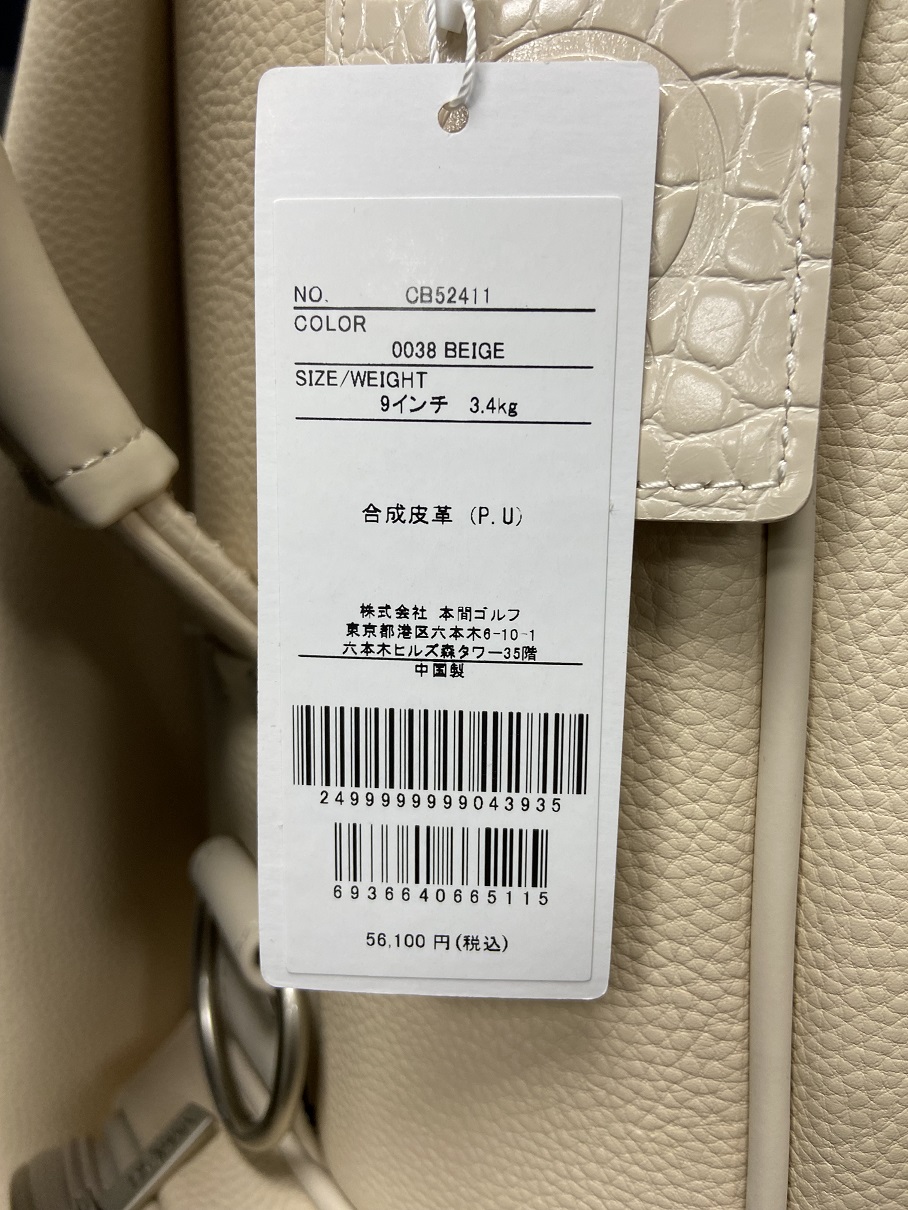 NO. CB52411
COLOR
0038 BEIGE
SIZE/WEIGHT
9インチ 3.4kg
合成皮革 (P.U)
株式会社 本間ゴルフ
東京都港区六本木6-10-1
六本木ヒルズ森タワー35階
中国製
2499999999043935
6936640665115
56,100 円(税込)